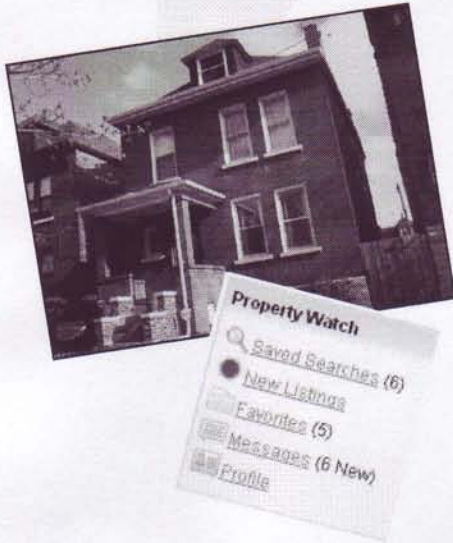 Property Watch
Saved Searches (6)
New Listings
Favorites (5)
Messages (6 New)
Profile